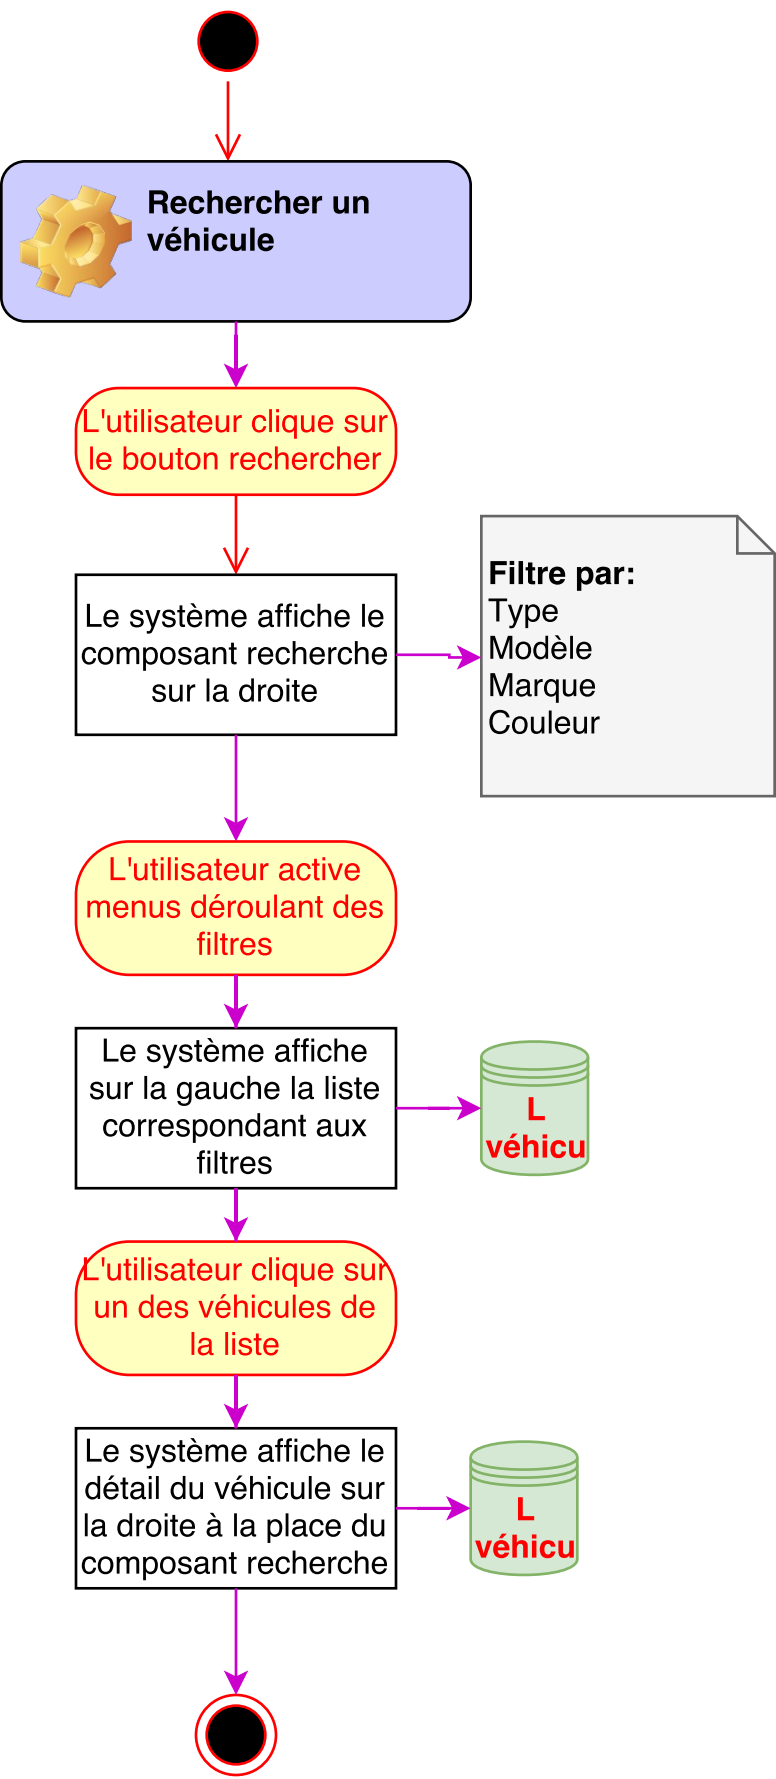 Rechercher un
véhicule
L'utilisateur clique sur
le bouton rechercher
Le système affiche le
composant recherche
sur la droite
Filtre par:
Type
Modèle
Marque
Couleur
L'utilisateur active
menus déroulant des
filtres
Le système affiche
sur la gauche la liste
correspondant aux
filtres
L
véhicu
L'utilisateur clique sur
un des véhicules de
la liste
Le système affiche le
détail du véhicule sur
la droite à la place du
composant recherche
L
véhicu